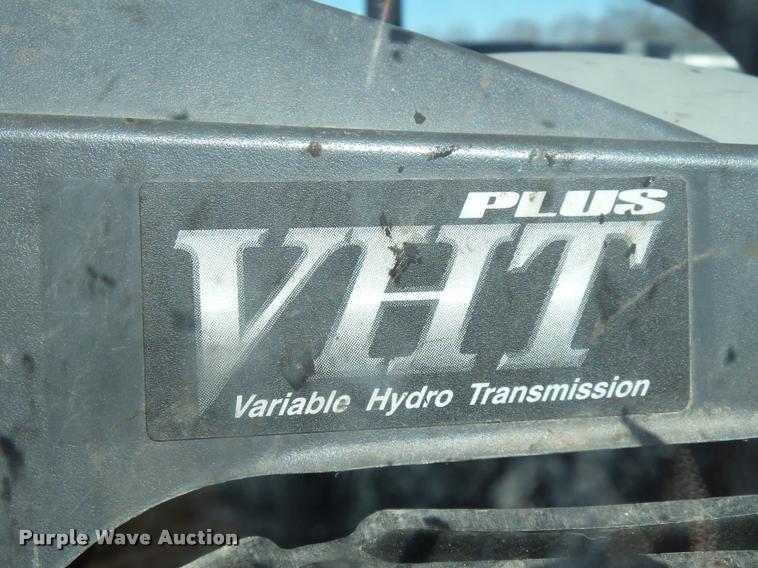 PLUS
VHT
Variable Hydro Transmission
Purple Wave Auction